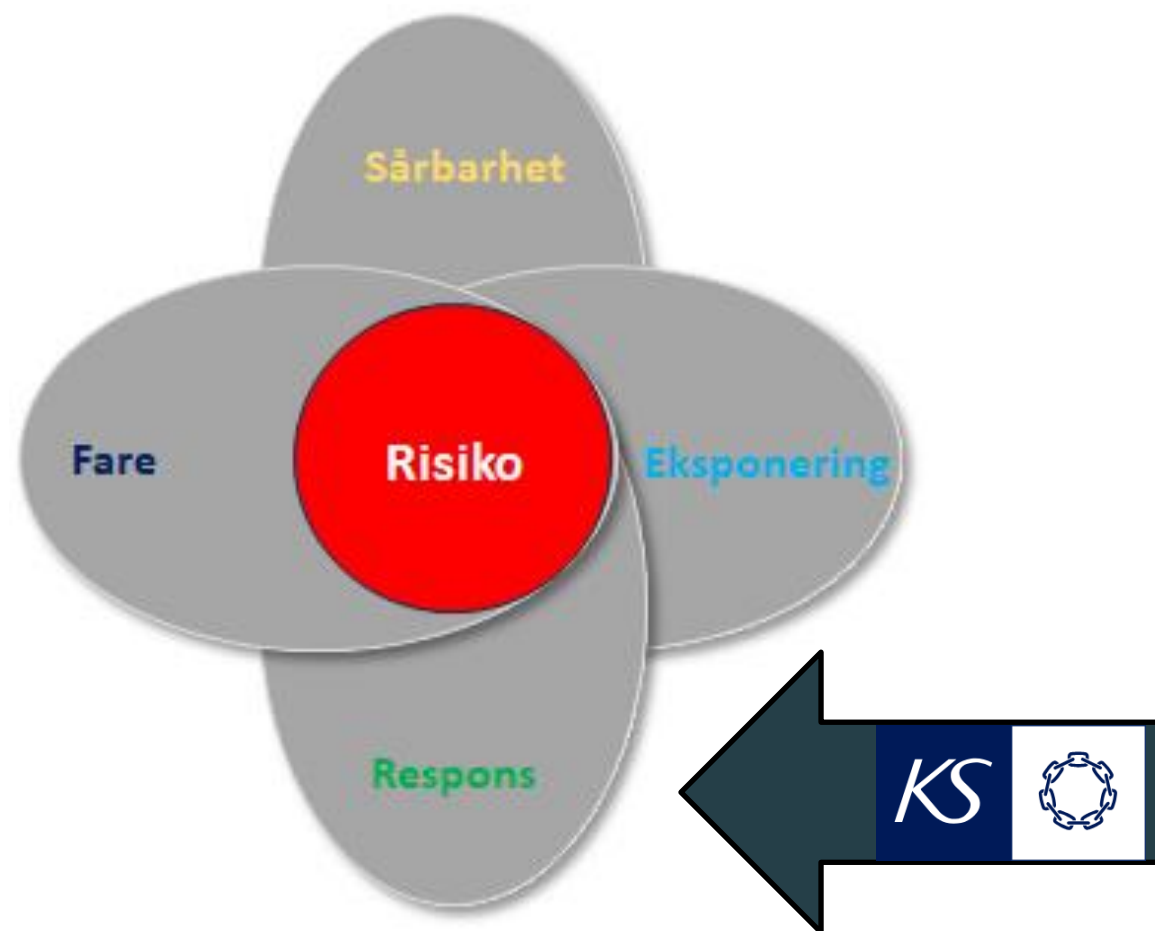 Sårbarhet
Fare
Risiko
Eksponering
Respons
KS